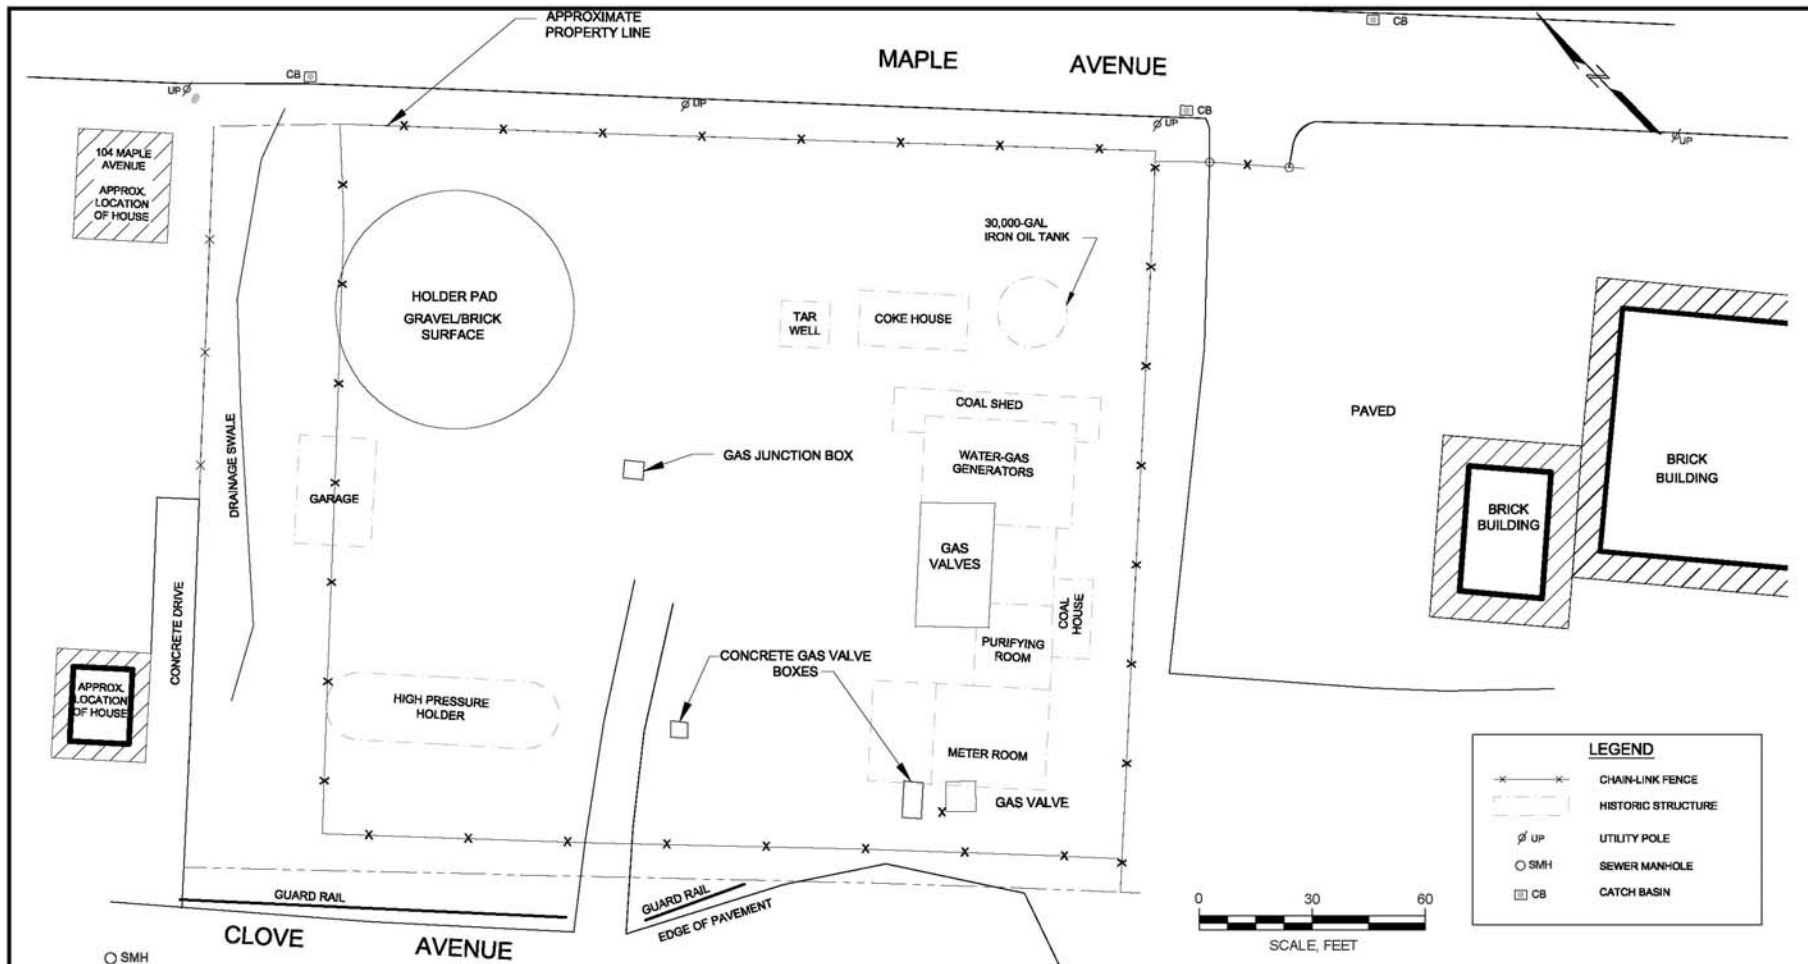 APPROXIMATE
PROPERTY LINE
MAPLE AVENUE
CB
CB
UP
UP
CB
UP
UP
N
104 MAPLE
AVENUE
APPROX.
LOCATION
OF HOUSE
30,000-GAL
IRON OIL TANK
HOLDER PAD
GRAVEL/BRICK
SURFACE
TAR
WELL
COKE HOUSE
COAL SHED
PAVED
WATER-GAS
GENERATORS
GAS JUNCTION BOX
DRAINAGE SWALE
GARAGE
BRICK
BUILDING
BRICK
BUILDING
GAS
VALVES
CONCRETE DRIVE
COAL
HOUSE
PURIFYING
ROOM
CONCRETE GAS VALVE
BOXES
APPROX.
LOCATION
OF HOUSE
HIGH PRESSURE
HOLDER
METER ROOM
GAS VALVE
LEGEND
CHAIN-LINK FENCE
HISTORIC STRUCTURE
UP UTILITY POLE
SMH SEWER MANHOLE
CB CATCH BASIN
GUARD RAIL
GUARD RAIL
EDGE OF PAVEMENT
0 30 60
SCALE, FEET
CLOVE AVENUE
SMH